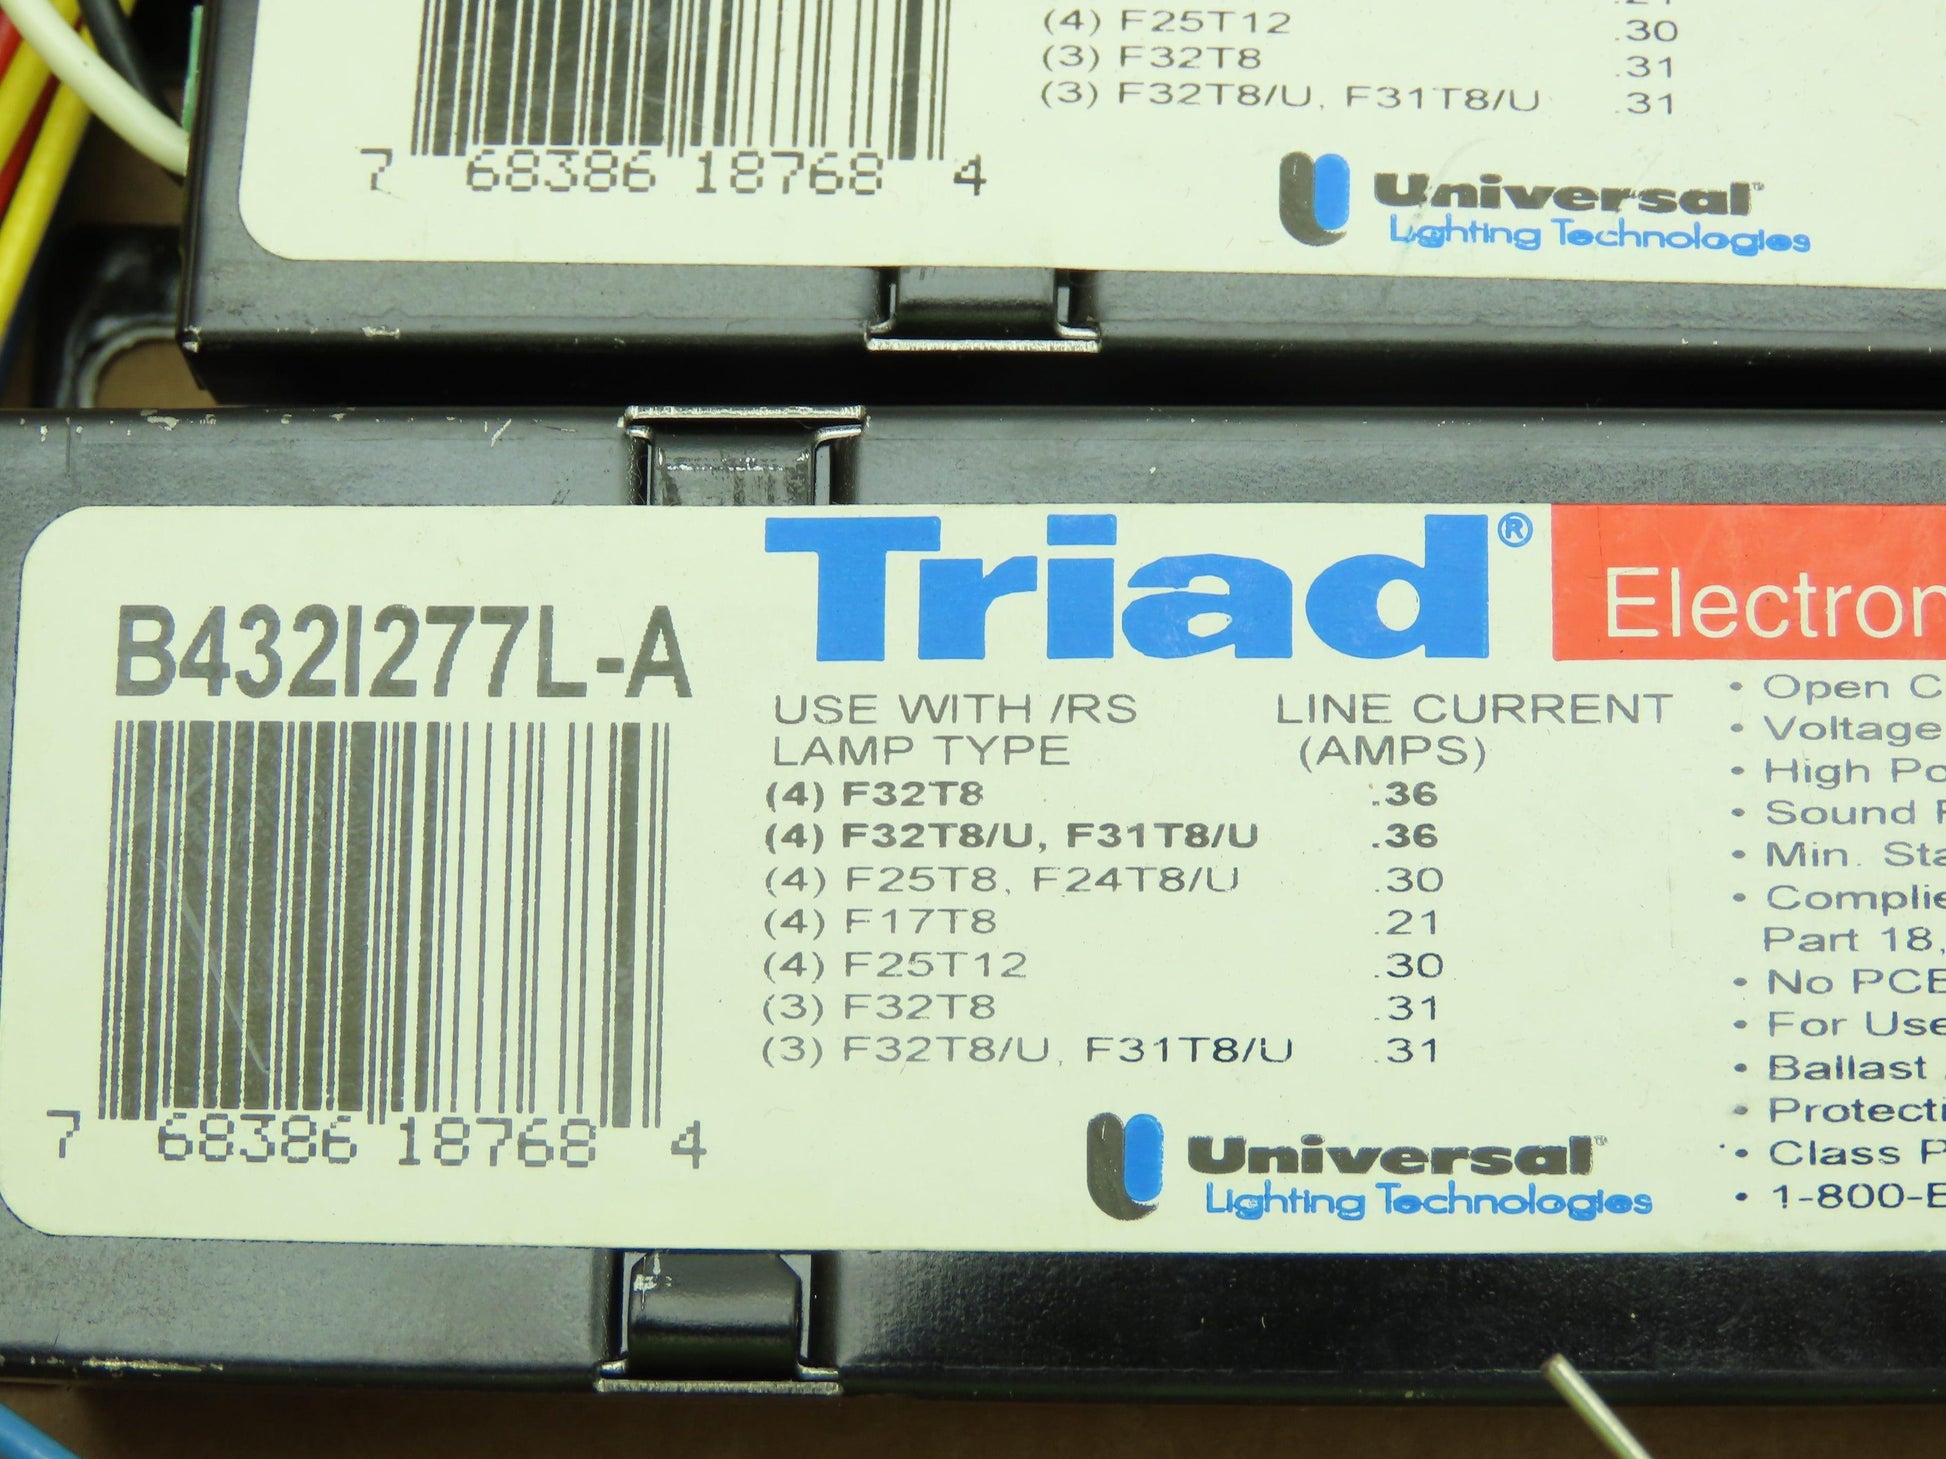 (4) F25T12 .30
(3) F32T8 .31
(3) F32T8/U, F31T8/U .31
7 68386 18768 4
Universal™
Lighting Technologies
Triad®
Electron
B432I277L-A
USE WITH /RS LINE CURRENT
LAMP TYPE (AMPS)
(4) F32T8 .36
(4) F32T8/U, F31T8/U .36
(4) F25T8, F24T8/U .30
(4) F17T8 .21
(4) F25T12 .30
(3) F32T8 .31
(3) F32T8/U, F31T8/U .31
7 68386 18768 4
Universal™
Lighting Technologies
• Open C
• Voltage
• High Po
• Sound
• Min. Sta
• Complie
Part 18,
• No PCB
• For Use
• Ballast
• Protecti
• Class P
• 1-800-E